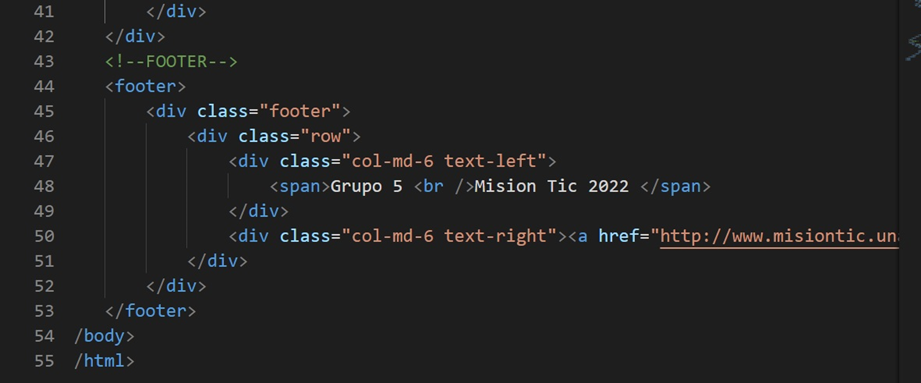 41 </div>
42 </div>
43 <!--FOOTER-->
44 <footer>
45 <div class="footer">
46 <div class="row">
47 <div class="col-md-6 text-left">
48 <span>Grupo 5 <br />Mision Tic 2022 </span>
49 </div>
50 <div class="col-md-6 text-right"><a href="http://www.misiontic.una
51 </div>
52 </div>
53 </footer>
54 /body>
55 /html>